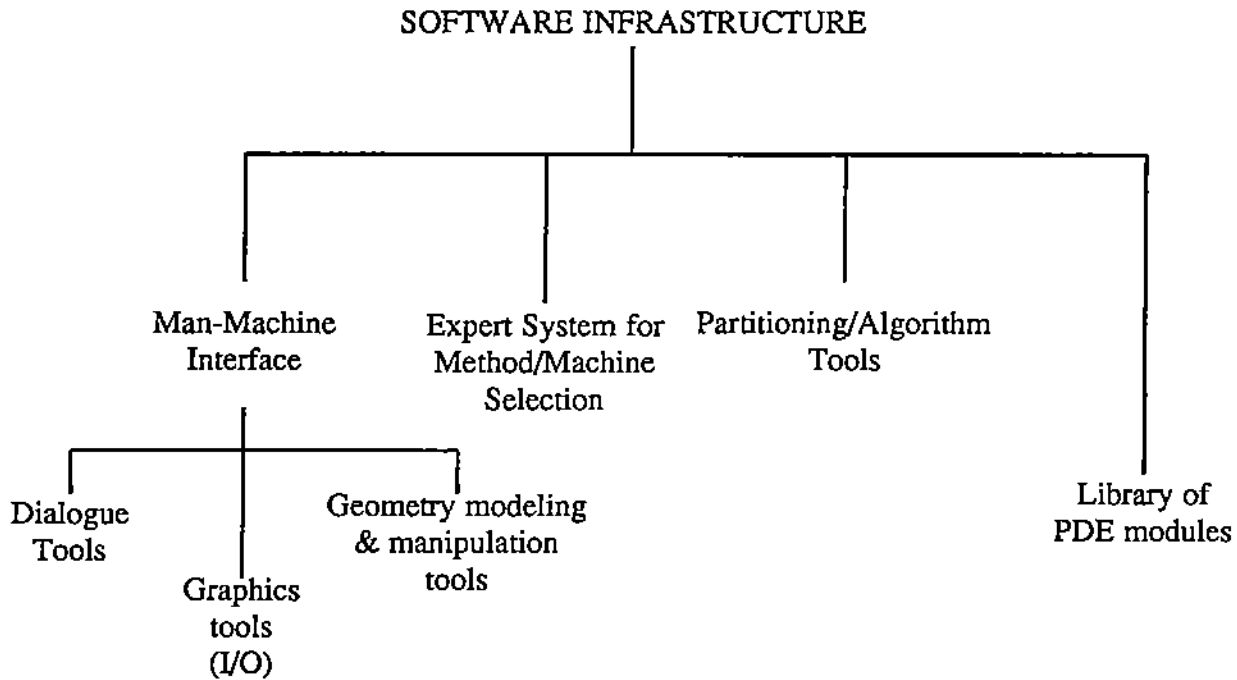 SOFTWARE INFRASTRUCTURE
Man-Machine
Interface
Expert System for
Method/Machine
Selection
Partitioning/Algorithm
Tools
Library of
PDE modules
Dialogue
Tools
Graphics
tools
(I/O)
Geometry modeling
& manipulation
tools